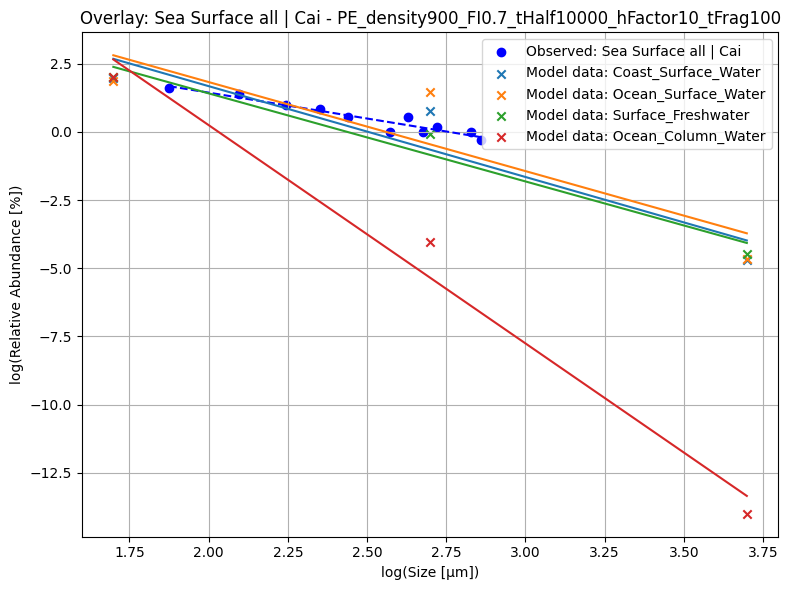 Overlay: Sea Surface all | Cai - PE_density900_FI0.7_tHalf10000_hFactor10_tFrag100
Observed: Sea Surface all | Cai
Model data: Coast_Surface_Water
Model data: Ocean_Surface_Water
Model data: Surface_Freshwater
Model data: Ocean_Column_Water
log(Relative Abundance [%])
2.5
0.0
−2.5
−5.0
−7.5
−10.0
−12.5
1.75 2.00 2.25 2.50 2.75 3.00 3.25 3.50 3.75
log(Size [μm])